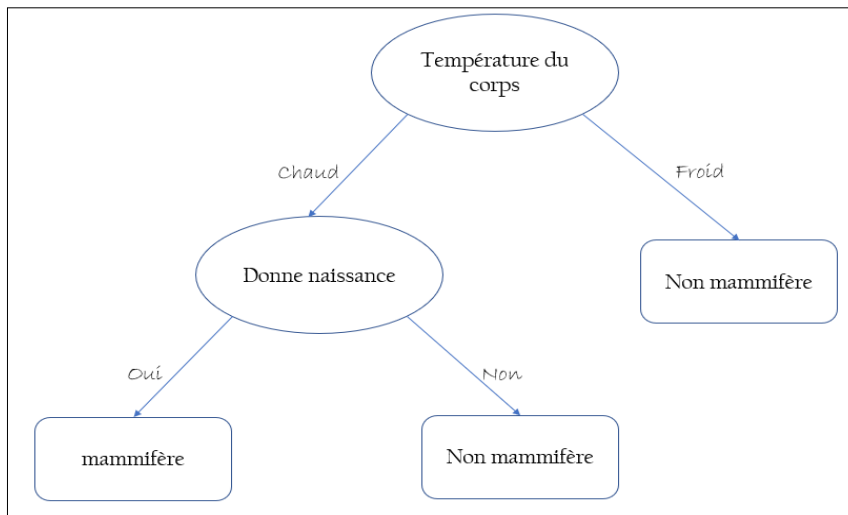 Température du
corps
Chaud
Froid
Donne naissance
Non mammifère
Oui
Non
mammifère
Non mammifère